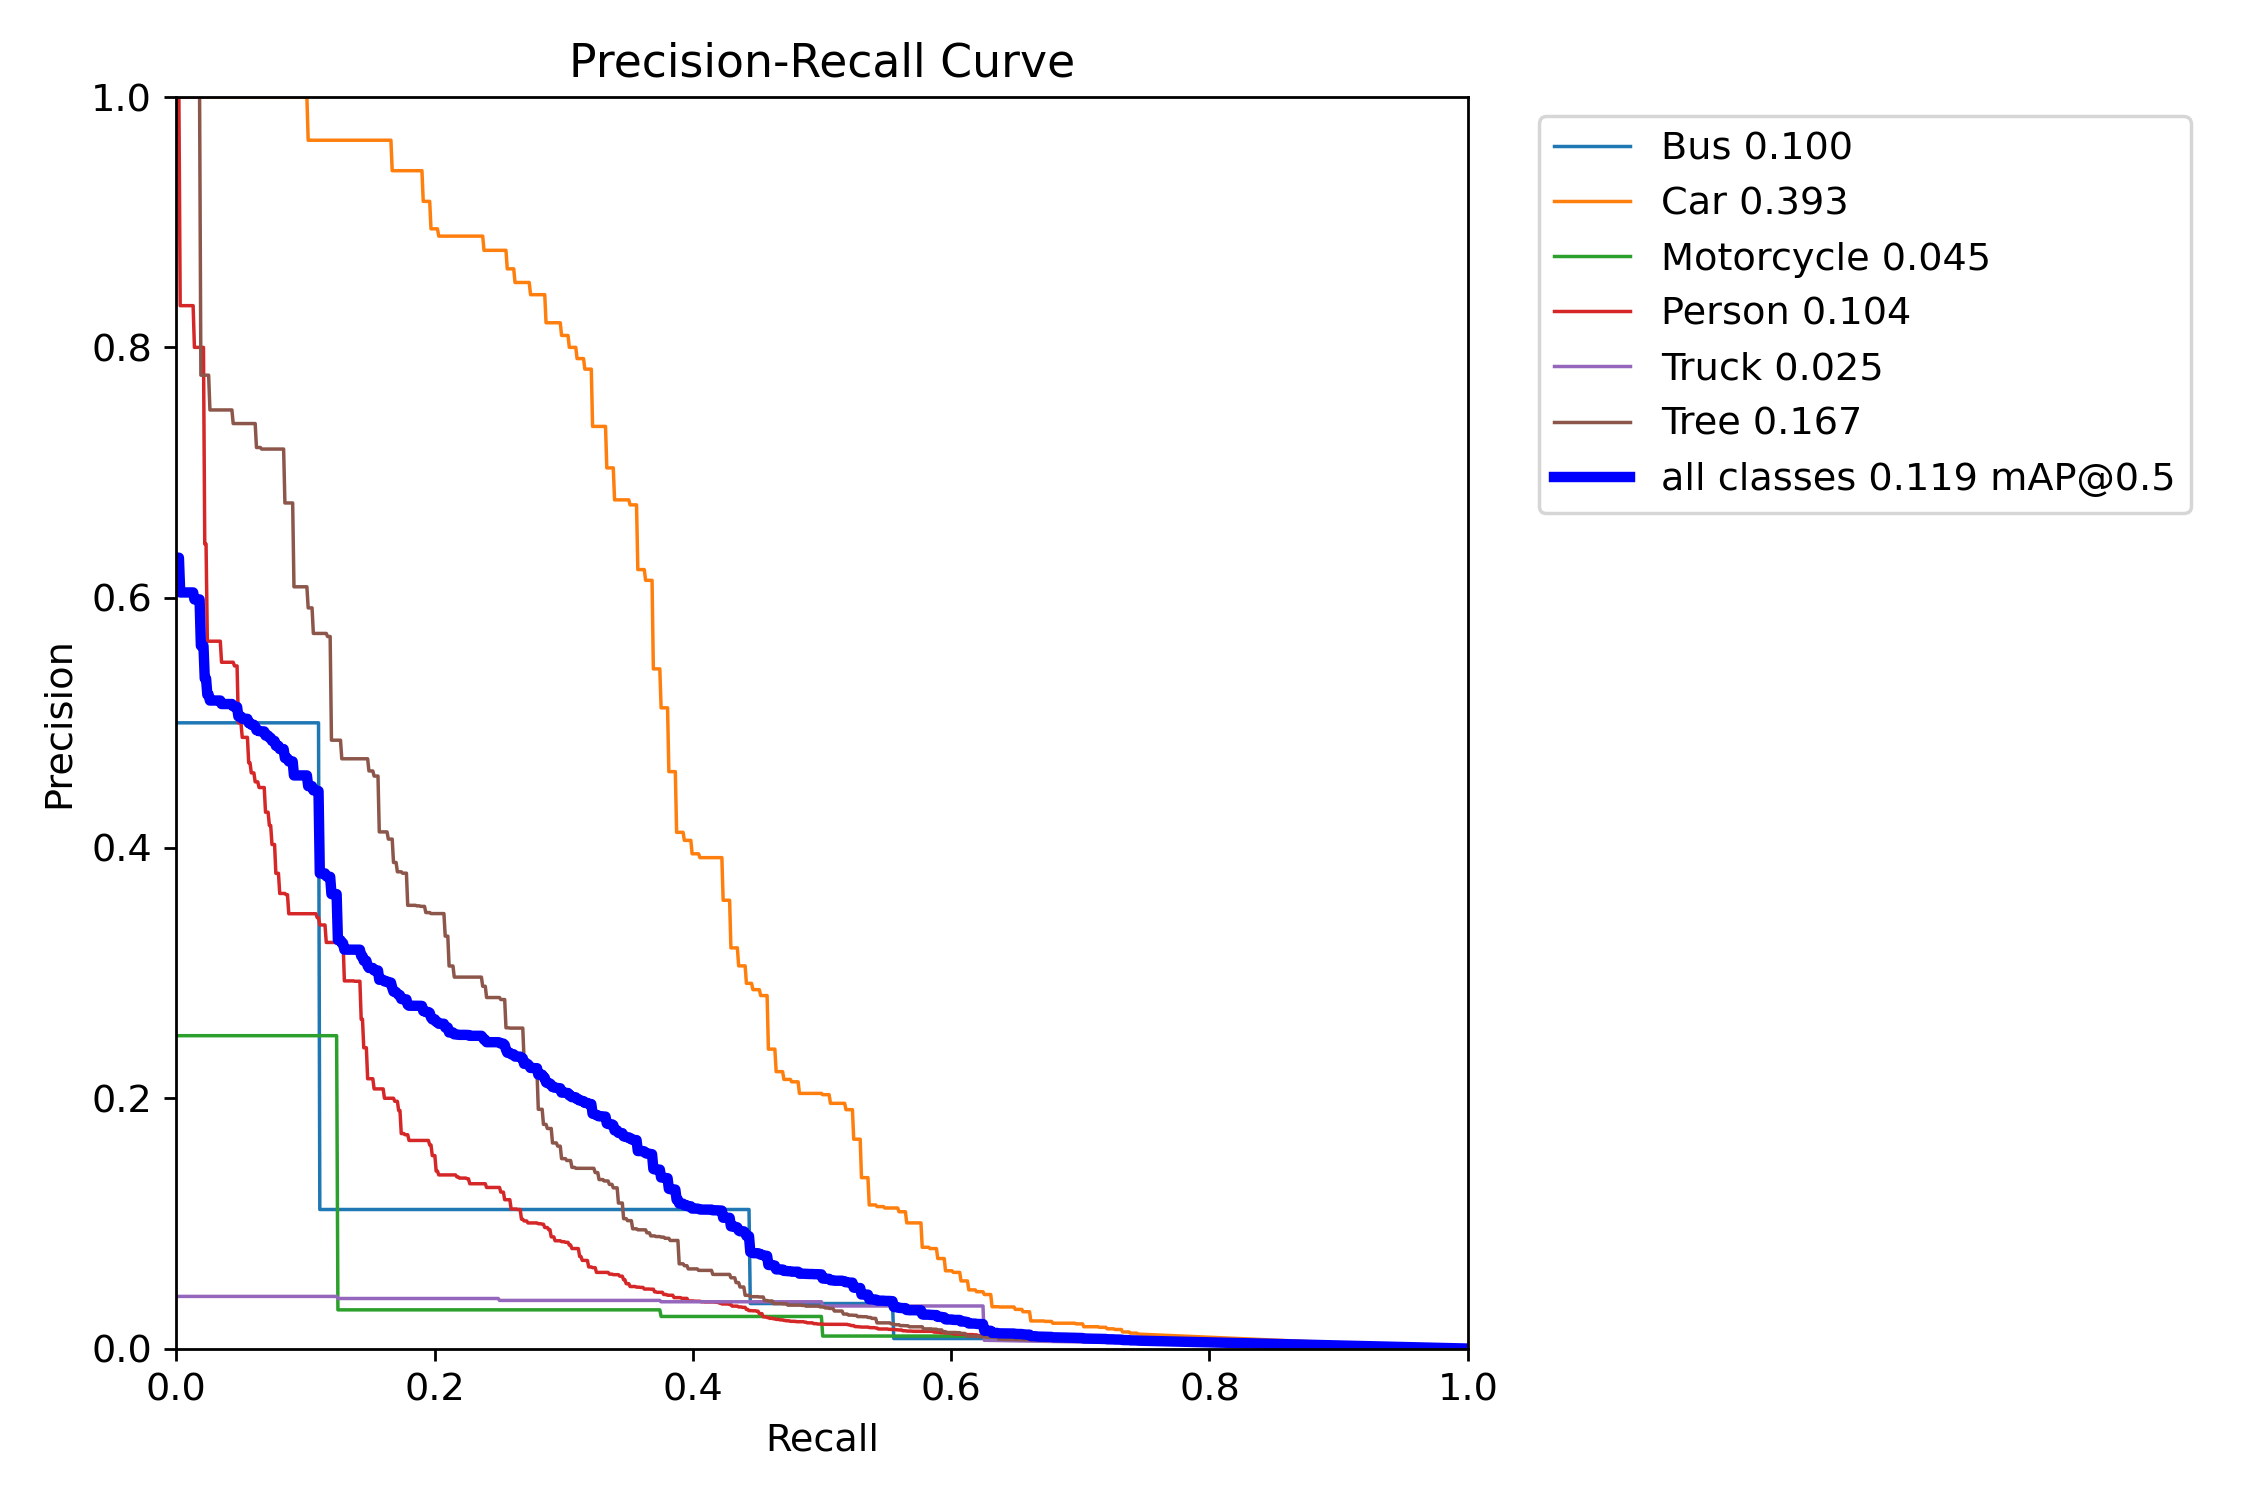 Precision-Recall Curve
1.0
0.8
0.6
0.4
0.2
0.0
Precision
0.0 0.2 0.4 0.6 0.8 1.0
Recall
Bus 0.100
Car 0.393
Motorcycle 0.045
Person 0.104
Truck 0.025
Tree 0.167
all classes 0.119 mAP@0.5